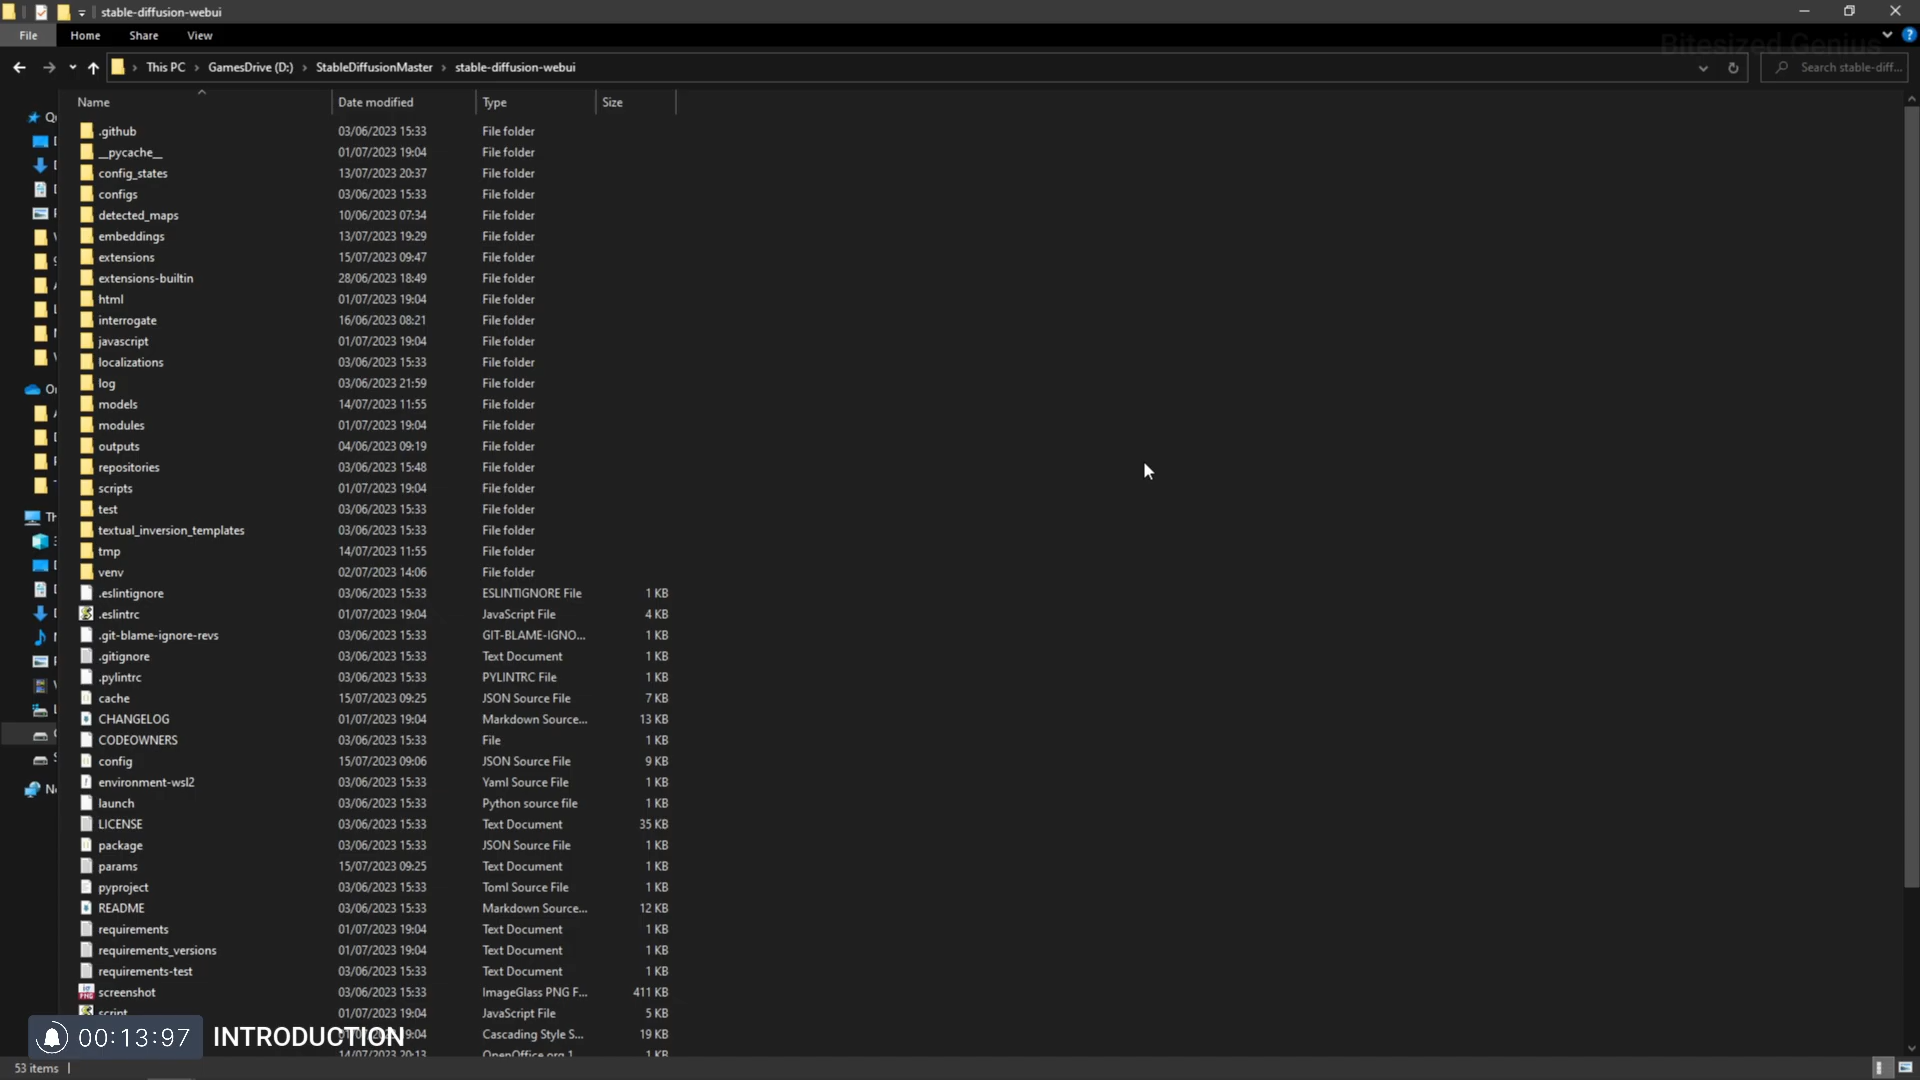 stable-diffusion-webui
File Home Share View
Bitesized Genius
This PC › GamesDrive (D:) › StableDiffusionMaster › stable-diffusion-webui
Search stable-diff...
Name Date modified Type Size
.github 03/06/2023 15:33 File folder
__pycache__ 01/07/2023 19:04 File folder
config_states 13/07/2023 20:37 File folder
configs 03/06/2023 15:33 File folder
detected_maps 10/06/2023 07:34 File folder
embeddings 13/07/2023 19:29 File folder
extensions 15/07/2023 09:47 File folder
extensions-builtin 28/06/2023 18:49 File folder
html 01/07/2023 19:04 File folder
interrogate 16/06/2023 08:21 File folder
javascript 01/07/2023 19:04 File folder
localizations 03/06/2023 15:33 File folder
log 03/06/2023 21:59 File folder
models 14/07/2023 11:55 File folder
modules 01/07/2023 19:04 File folder
outputs 04/06/2023 09:19 File folder
repositories 03/06/2023 15:48 File folder
scripts 01/07/2023 19:04 File folder
test 03/06/2023 15:33 File folder
textual_inversion_templates 03/06/2023 15:33 File folder
tmp 14/07/2023 11:55 File folder
venv 02/07/2023 14:06 File folder
.eslintignore 03/06/2023 15:33 ESLINTIGNORE File 1 KB
.eslintrc 01/07/2023 19:04 JavaScript File 4 KB
.git-blame-ignore-revs 03/06/2023 15:33 GIT-BLAME-IGNO... 1 KB
.gitignore 03/06/2023 15:33 Text Document 1 KB
.pylintrc 03/06/2023 15:33 PYLINTRC File 1 KB
cache 15/07/2023 09:25 JSON Source File 7 KB
CHANGELOG 01/07/2023 19:04 Markdown Source... 13 KB
CODEOWNERS 03/06/2023 15:33 File 1 KB
config 15/07/2023 09:06 JSON Source File 9 KB
environment-wsl2 03/06/2023 15:33 Yaml Source File 1 KB
launch 03/06/2023 15:33 Python source file 1 KB
LICENSE 03/06/2023 15:33 Text Document 35 KB
package 03/06/2023 15:33 JSON Source File 1 KB
params 15/07/2023 09:25 Text Document 1 KB
pyproject 03/06/2023 15:33 Toml Source File 1 KB
README 03/06/2023 15:33 Markdown Source... 12 KB
requirements 01/07/2023 19:04 Text Document 1 KB
requirements_versions 01/07/2023 19:04 Text Document 1 KB
requirements-test 03/06/2023 15:33 Text Document 1 KB
screenshot 03/06/2023 15:33 ImageGlass PNG F... 411 KB
script 01/07/2023 19:04 JavaScript File 5 KB
Cascading Style S... 19 KB
14/07/2023 20:13 OpenOffice.org 1... 1 KB
00:13:97 INTRODUCTION
53 items